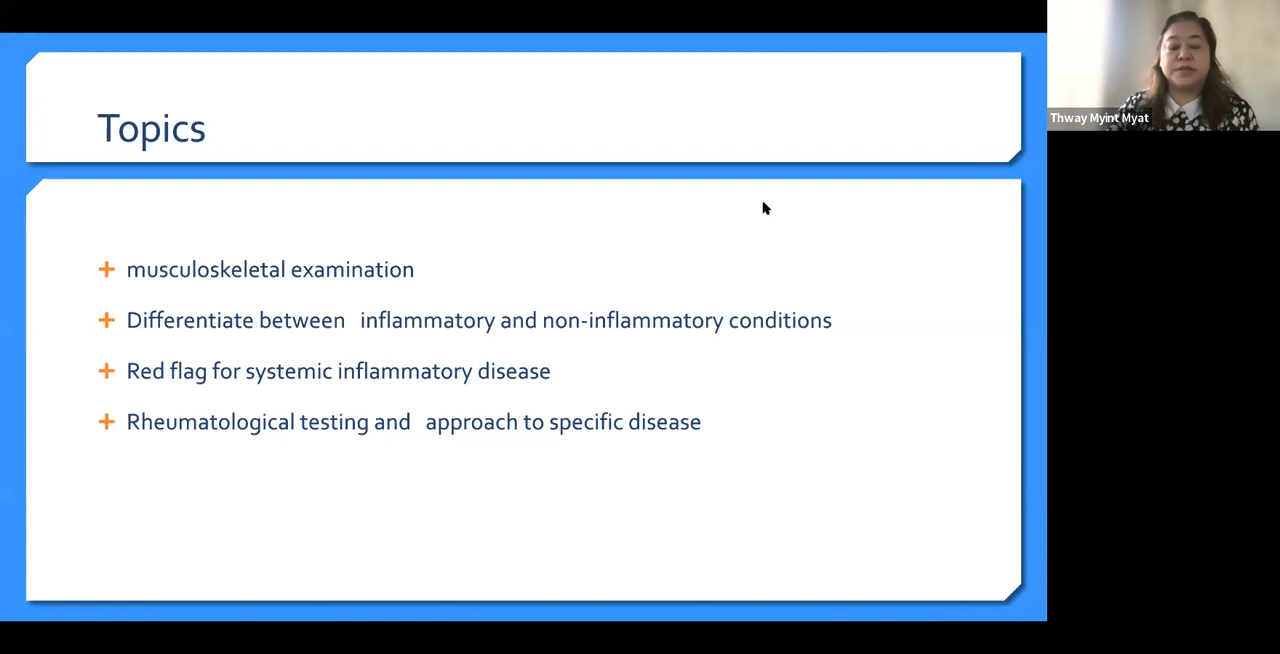 Topics
musculoskeletal examination
Differentiate between inflammatory and non-inflammatory conditions
Red flag for systemic inflammatory disease
Rheumatological testing and approach to specific disease
Thway Myint Myat